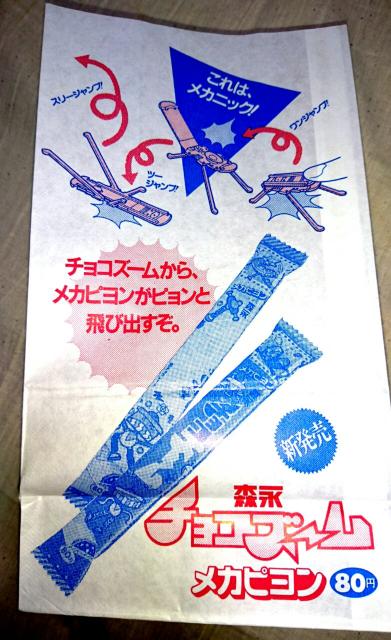 これは、
メカニック!
スリージャンプ!
ワンジャンプ!
ツー
ジャンプ!
チョコズームから、
メカピヨンがピョンと
飛び出すぞ。
新発売
森永
チョコズーム
メカピヨン
80円